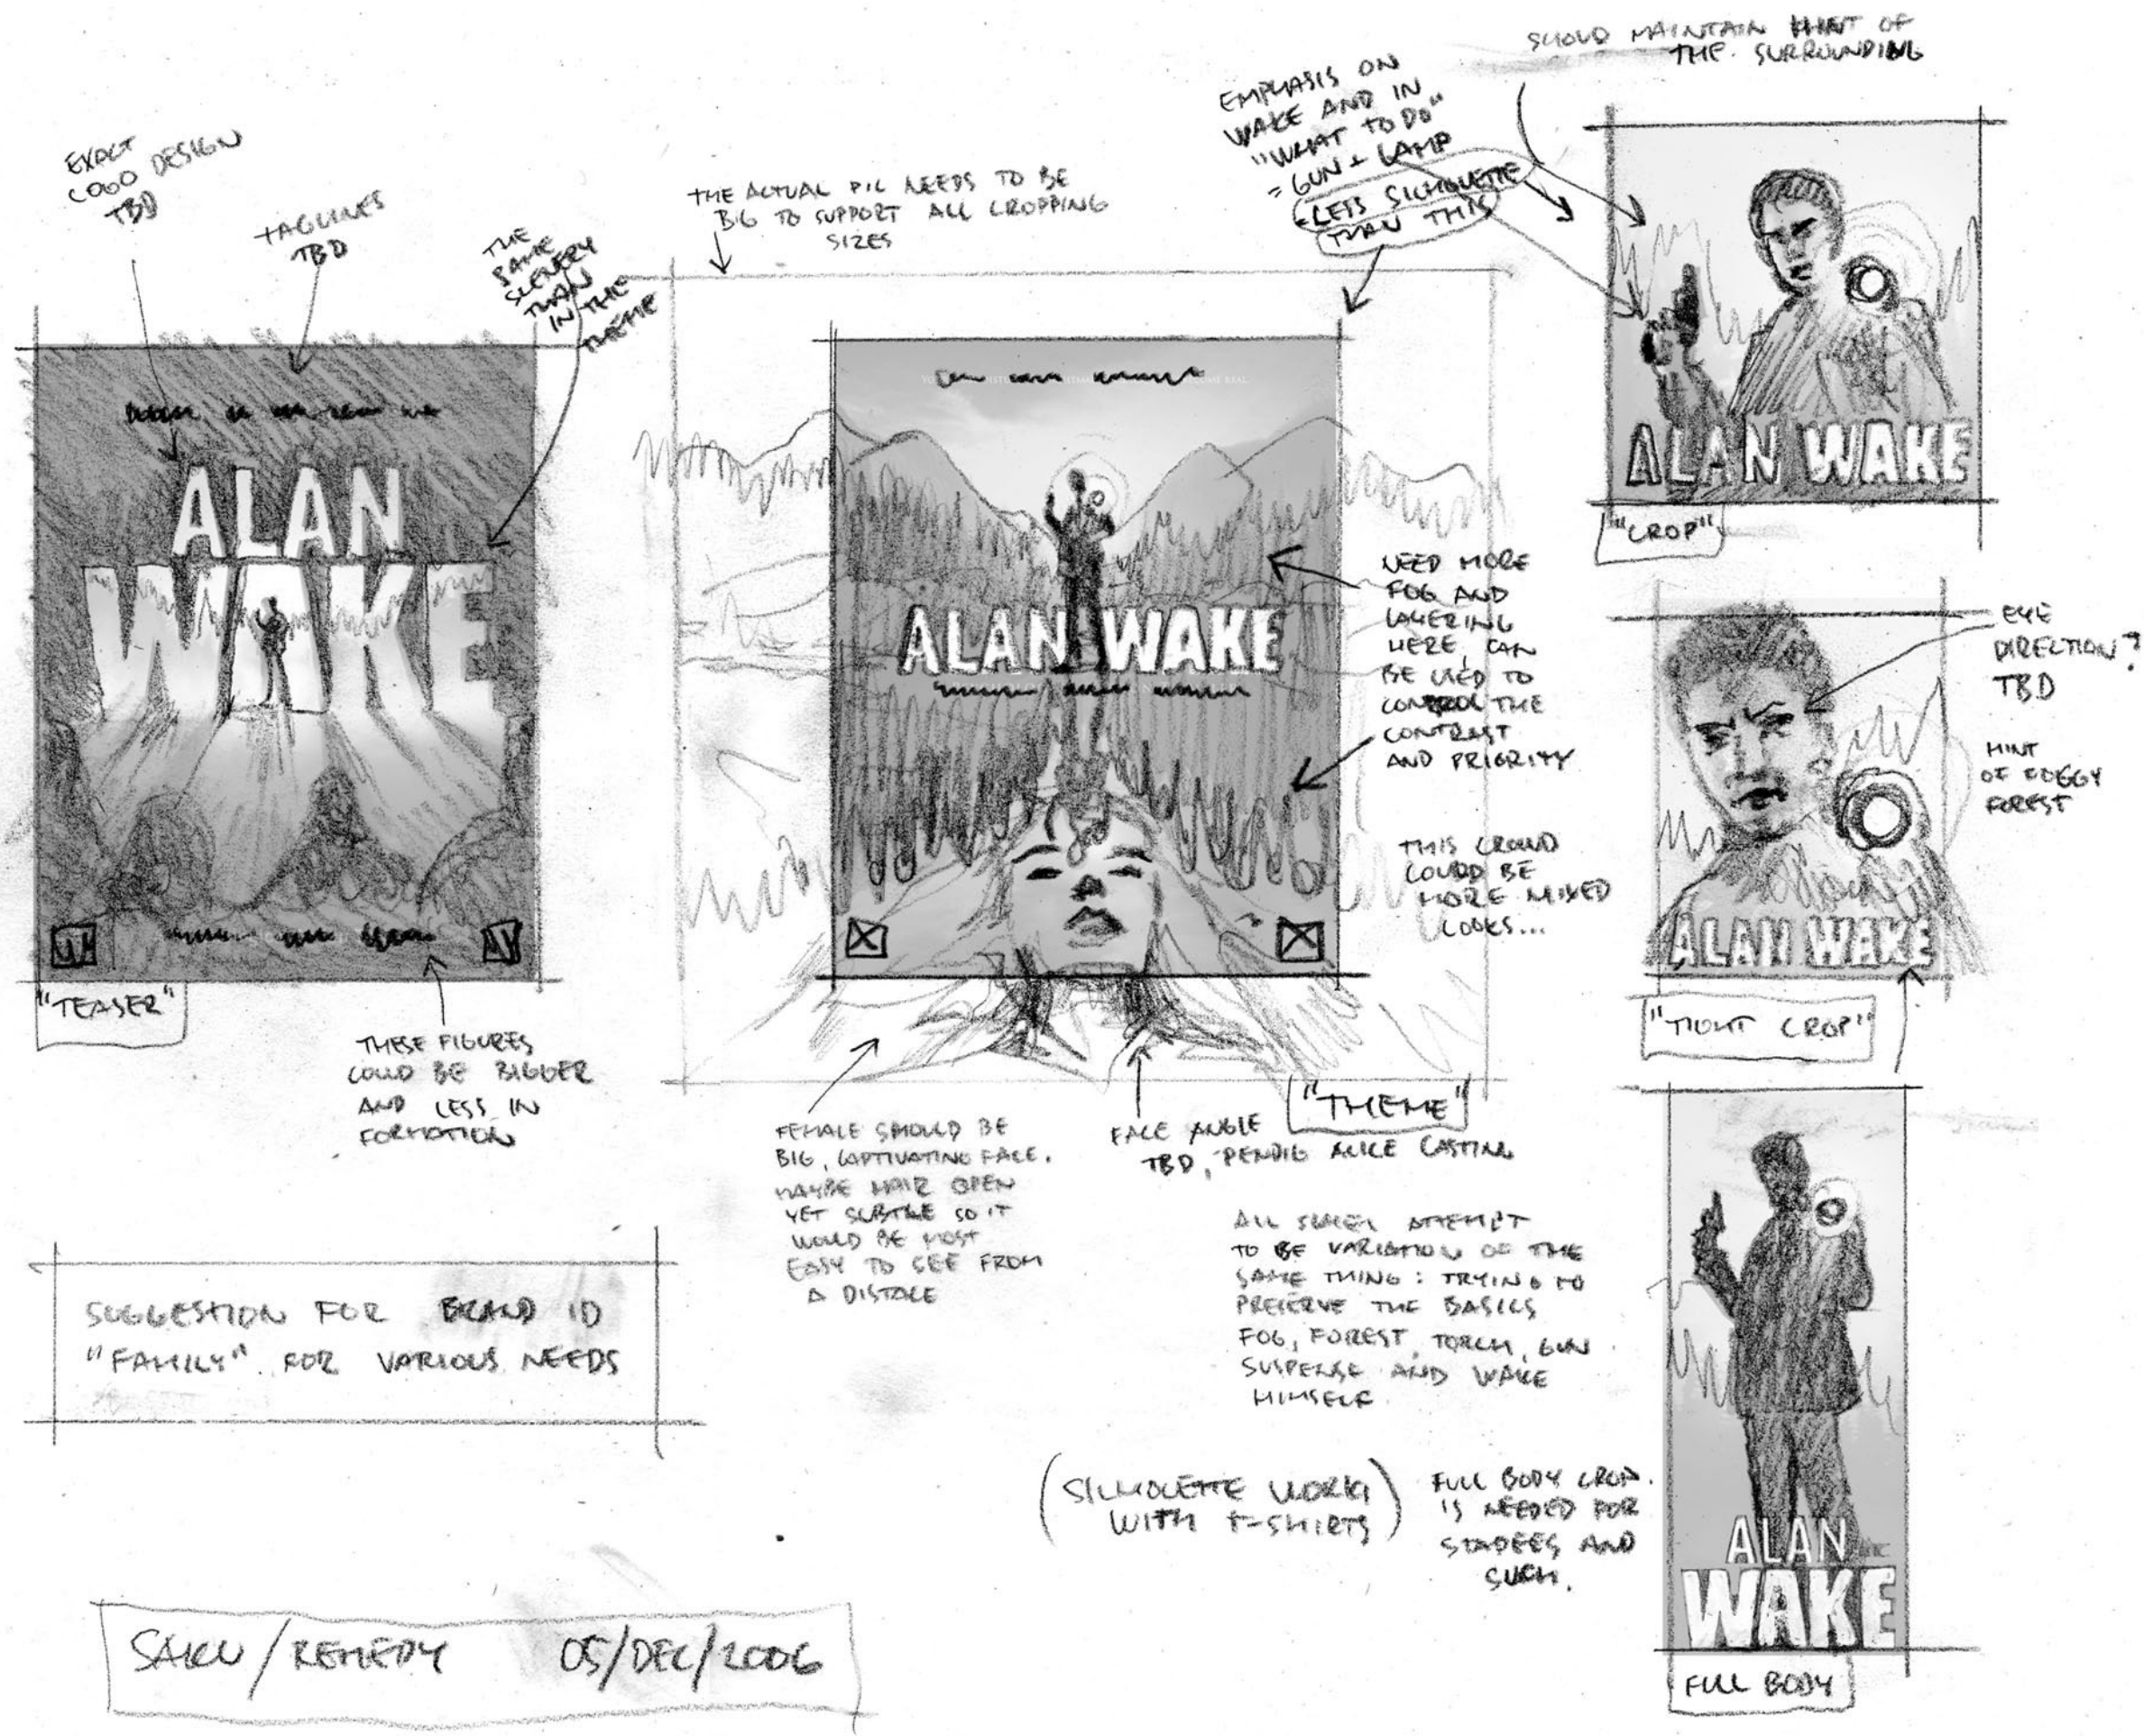 SHOULD MAINTAIN HINT OF
THE SURROUNDING
EMPHASIS ON
WAKE AND IN
"WHAT TO DO"
= GUN + LAMP
-LESS SILHOUETTE
THAN THIS
EXACT
LOGO DESIGN
TBD
TAGLINES
TBD
THE
SAME
SCENERY
THAN
IN THE
THEME
THE ACTUAL PIC NEEDS TO BE
BIG TO SUPPORT ALL CROPPING
SIZES
ALAN
WAKE
"TEASER"
THESE FIGURES
COULD BE BIGGER
AND LESS IN
FORMATION
ALAN WAKE
NEED MORE
FOG AND
LAYERING
HERE, CAN
BE USED TO
CONTROL THE
CONTRAST
AND PRIORITY
THIS CROWD
COULD BE
MORE MIXED
LOOKS...
"THEME"
FEMALE SHOULD BE
BIG, CAPTIVATING FACE.
MAYBE HAIR OPEN
YET SUBTLE SO IT
WOULD BE MOST
EASY TO SEE FROM
A DISTACE
FACE ANGLE
TBD, PENDIG ALICE CASTING
ALAN WAKE
"CROP"
EYE
DIRECTION?
TBD
HINT
OF FOGGY
FOREST
ALAN WAKE
"TIGHT CROP"
ALL ATTEMPT
TO BE VARIATION OF THE
SAME THING: TRYING TO
PRESERVE THE BASICS
FOG, FOREST, TORCH, GUN
SUSPENSE AND WAKE
HIMSELF.
(SILHOUETTE WORKS
WITH T-SHIRTS)
FULL BODY CROP
IS NEEDED FOR
STANDEES AND
SUCH.
ALAN
WAKE
FULL BODY
SUGGESTION FOR BRAND ID
"FAMILY" FOR VARIOUS NEEDS
SAKU/REMEDY 05/DEC/2006